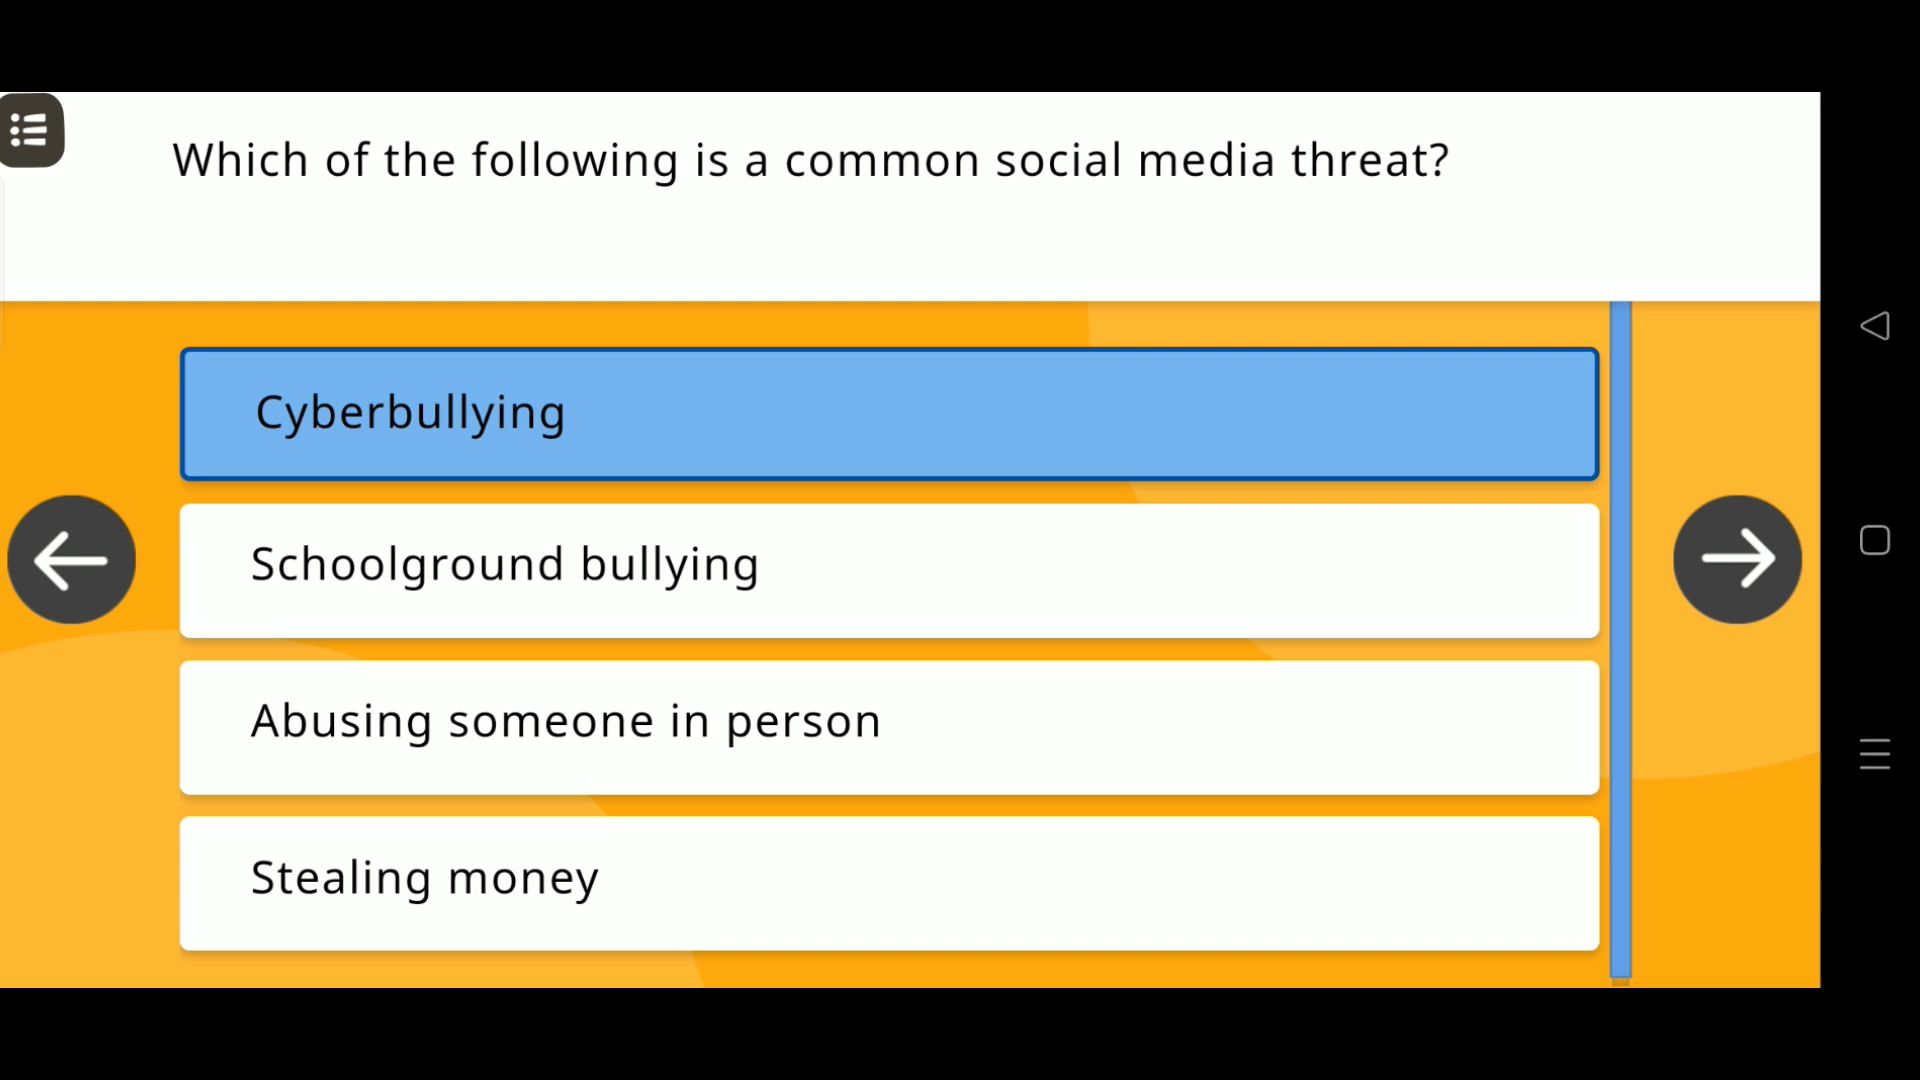 Which of the following is a common social media threat?
Cyberbullying
Schoolground bullying
Abusing someone in person
Stealing money